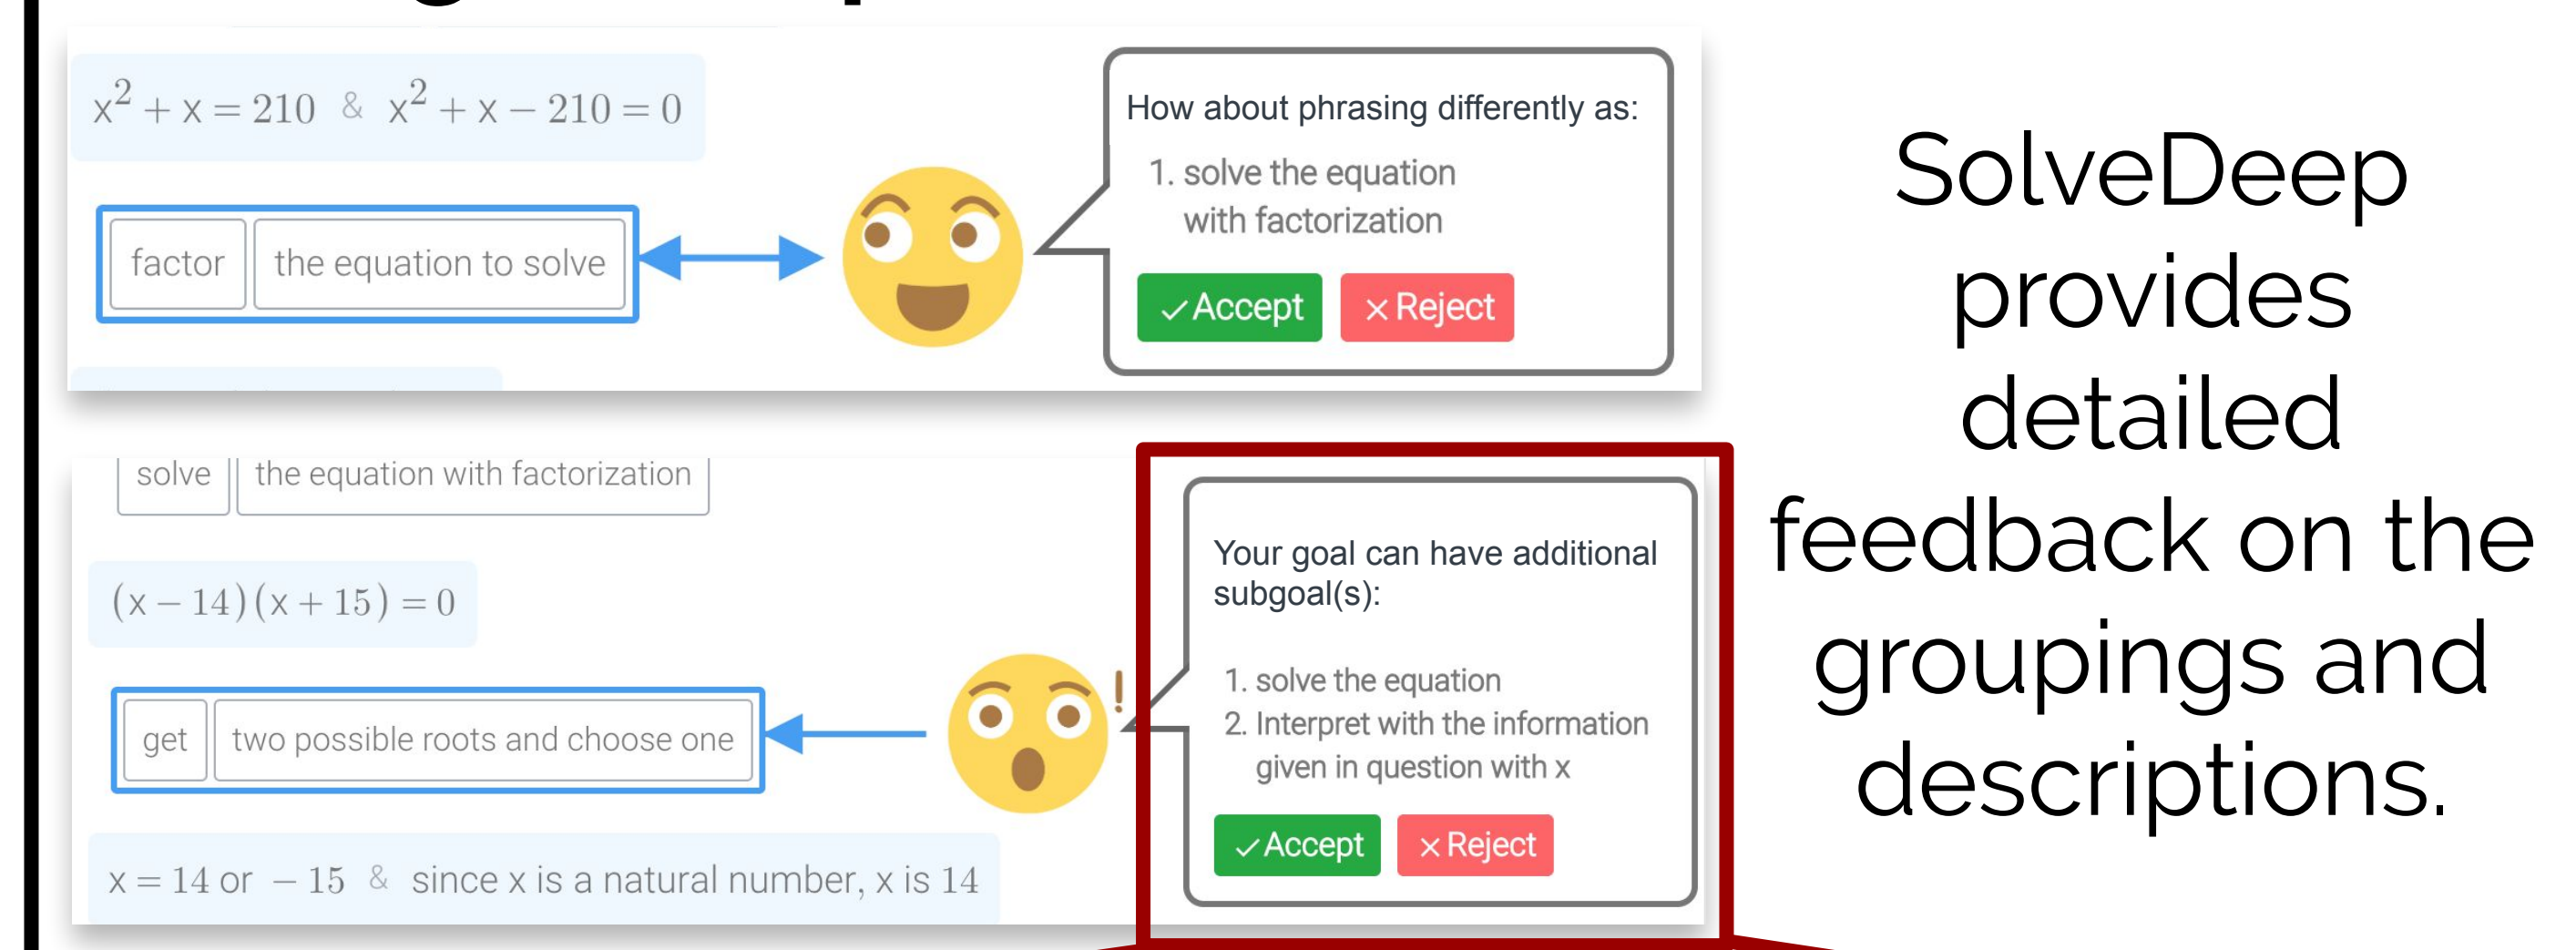 x² + x = 210 & x² + x − 210 = 0
factor the equation to solve
How about phrasing differently as:
1. solve the equation
with factorization
✓Accept ×Reject
solve the equation with factorization
(x − 14)(x + 15) = 0
get two possible roots and choose one
x = 14 or − 15 & since x is a natural number, x is 14
!
Your goal can have additional
subgoal(s):
1. solve the equation
2. Interpret with the information
given in question with x
✓Accept ×Reject
SolveDeep
provides
detailed
feedback on the
groupings and
descriptions.